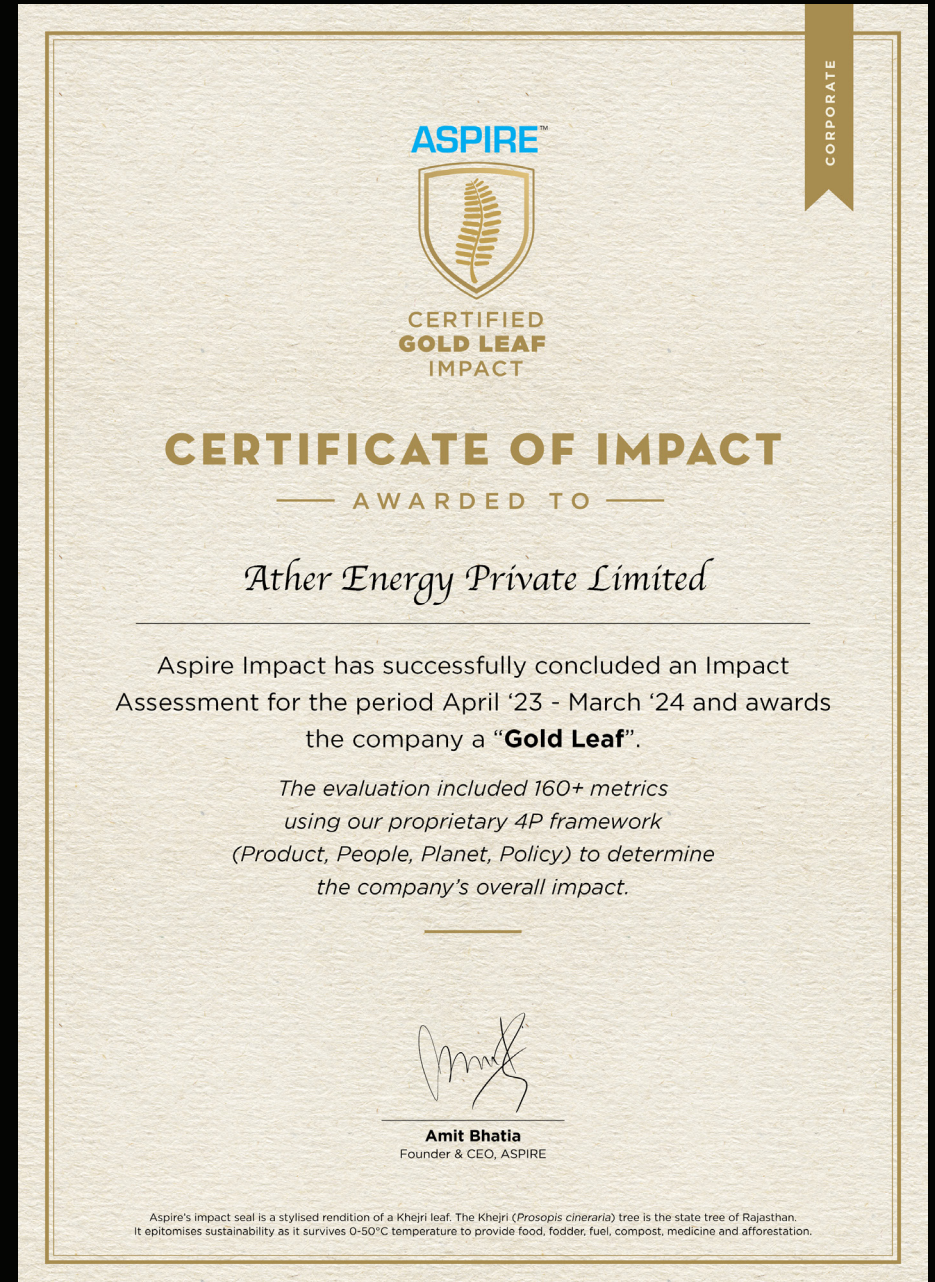 CORPORATE
ASPIRE™
CERTIFIED
GOLD LEAF
IMPACT
CERTIFICATE OF IMPACT
AWARDED TO
Ather Energy Private Limited
Aspire Impact has successfully concluded an Impact
Assessment for the period April ‘23 - March ‘24 and awards
the company a “Gold Leaf”.
The evaluation included 160+ metrics
using our proprietary 4P framework
(Product, People, Planet, Policy) to determine
the company’s overall impact.
Amit Bhatia
Founder & CEO, ASPIRE
Aspire’s impact seal is a stylised rendition of a Khejri leaf. The Khejri (Prosopis cineraria) tree is the state tree of Rajasthan.
It epitomises sustainability as it survives 0-50°C temperature to provide food, fodder, fuel, compost, medicine and afforestation.